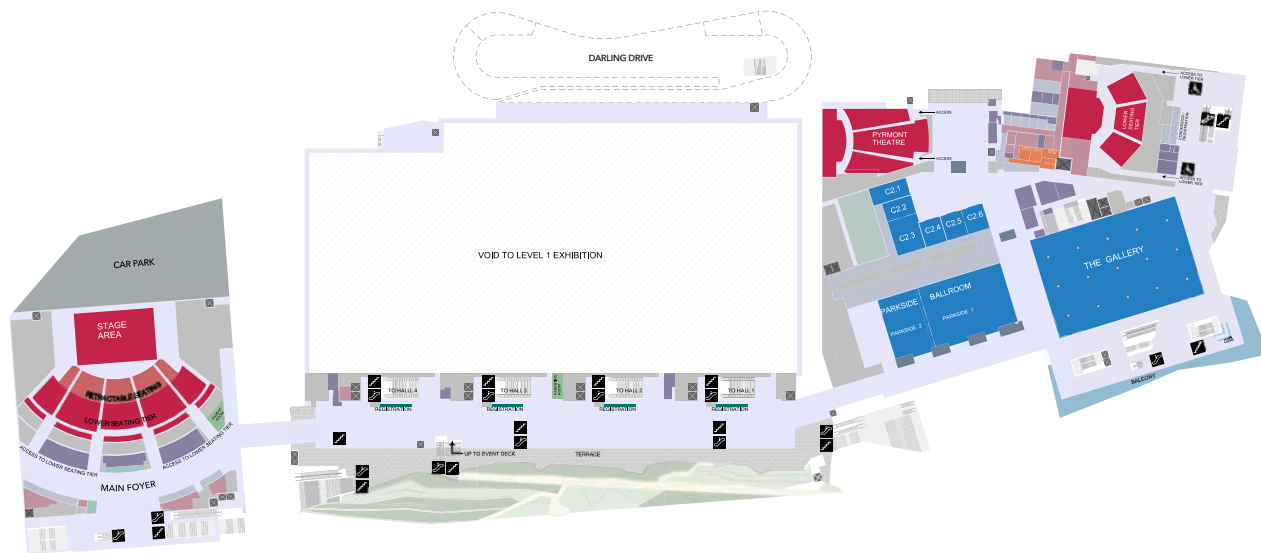 DARLING DRIVE
ACCESS TO
LOWER TIER
ACCESS
PYRMONT
THEATRE
ACCESS
LOWER
SEATING
TIER
CONCESSION /
REGISTRATION
ACCESS TO
LOWER TIER
C2.1
C2.2
C2.3
C2.4
C2.5
C2.6
THE GALLERY
CAR PARK
VOID TO LEVEL 1 EXHIBITION
PARKSIDE BALLROOM
PARKSIDE 2
PARKSIDE 1
STAGE
AREA
RETRACTABLE SEATING
LOWER SEATING TIER
BALCONY
TO HALL 4
TO HALL 3
TO HALL 2
TO HALL 1
REGISTRATION
REGISTRATION
REGISTRATION
REGISTRATION
ACCESS TO LOWER SEATING TIER
ACCESS TO LOWER SEATING TIER
UP TO EVENT DECK
TERRACE
MAIN FOYER